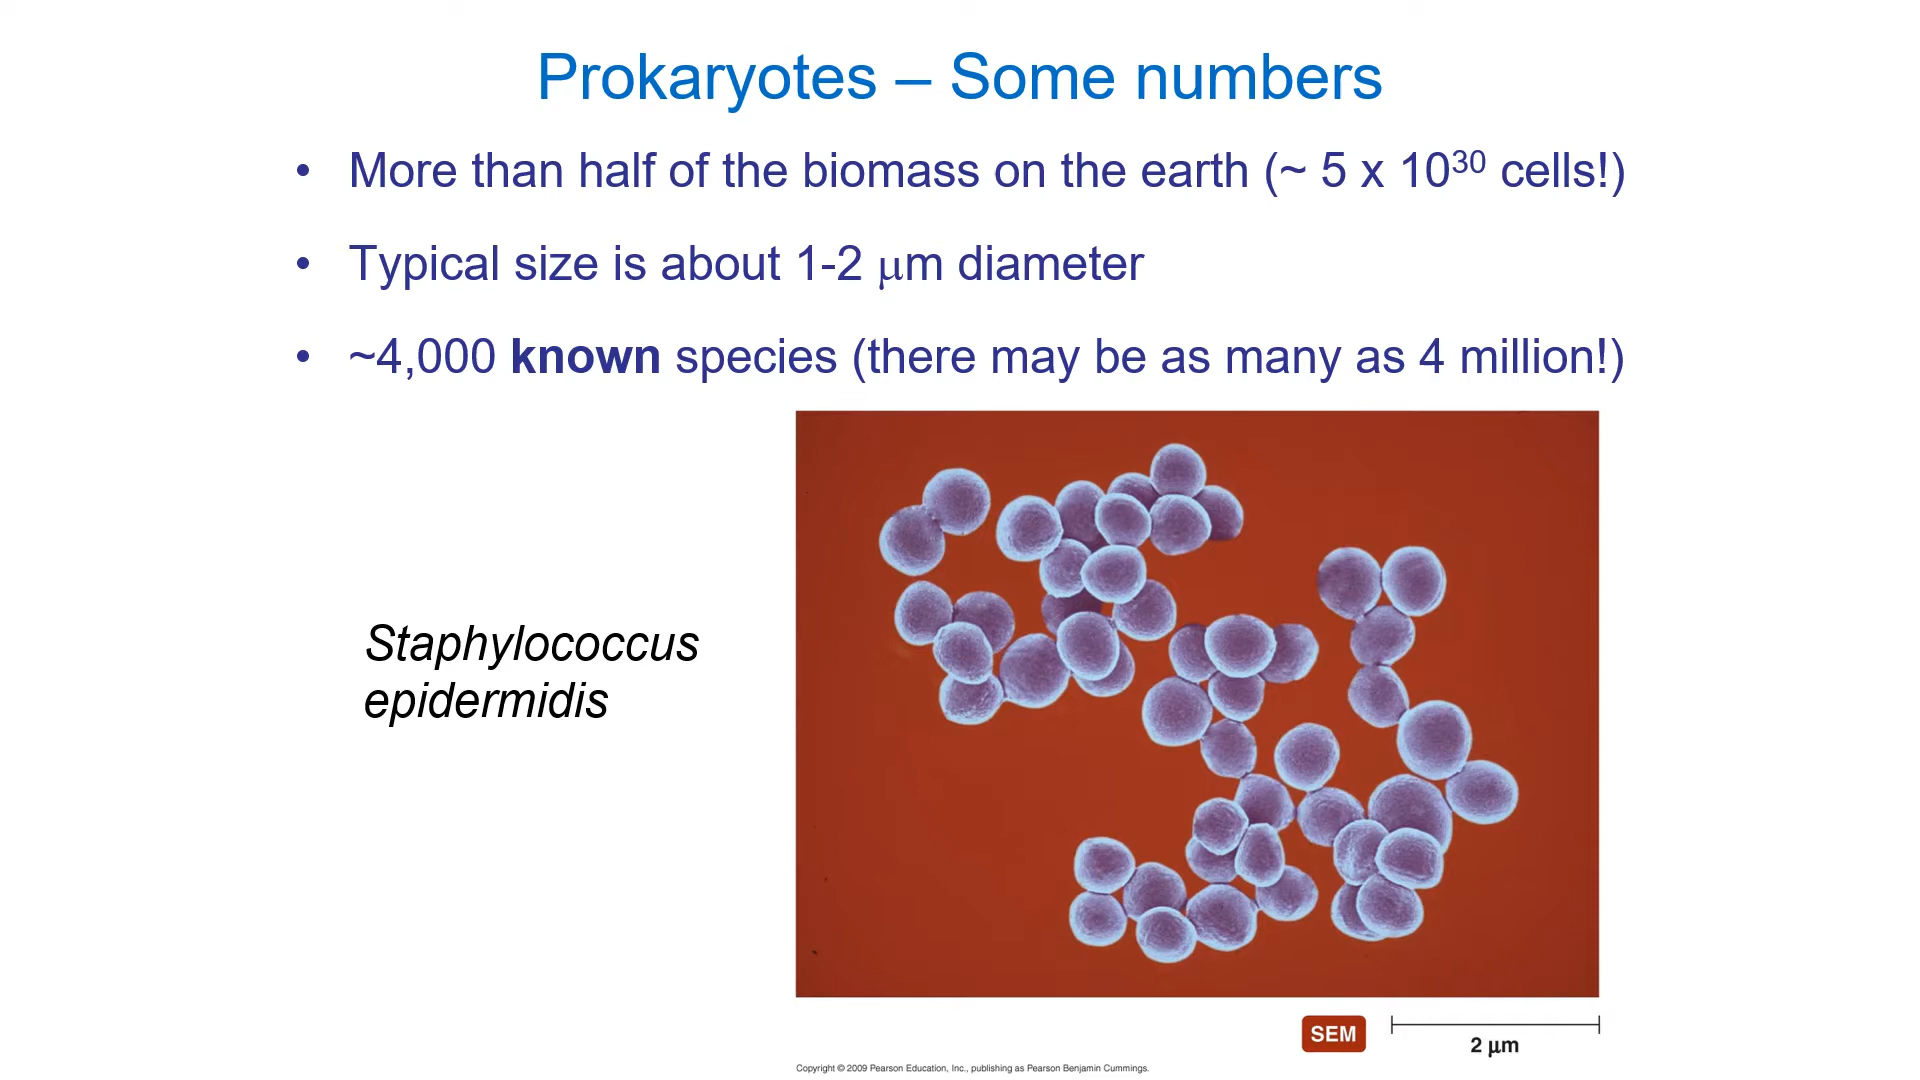 Prokaryotes – Some numbers
• More than half of the biomass on the earth (~ 5 x 10³⁰ cells!)
• Typical size is about 1-2 μm diameter
• ~4,000 known species (there may be as many as 4 million!)
Staphylococcus
epidermidis
SEM
2 μm
Copyright © 2009 Pearson Education, Inc., publishing as Pearson Benjamin Cummings.